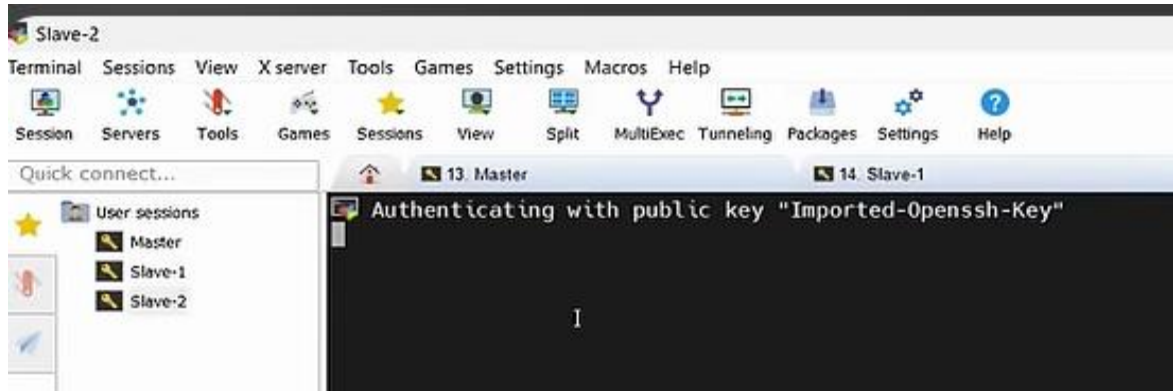 Slave-2
Terminal Sessions View X server Tools Games Settings Macros Help
Session Servers Tools Games Sessions View Split MultiExec Tunneling Packages Settings Help
Quick connect...
13. Master
14. Slave-1
User sessions
Master
Slave-1
Slave-2
Authenticating with public key "Imported-Openssh-Key"